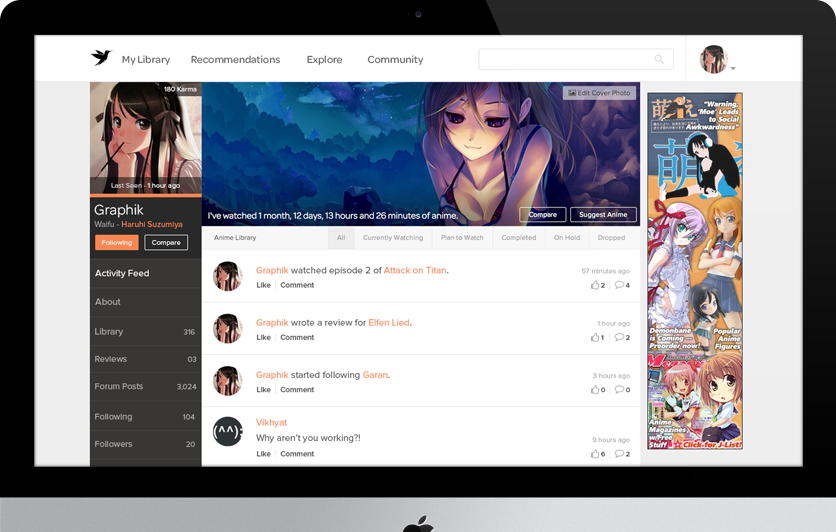 My Library Recommendations Explore Community
180 Karma
Edit Cover Photo
Last Seen - 1 hour ago
Graphik
Waifu - Haruhi Suzumiya
Following Compare
I've watched 1 month, 12 days, 13 hours and 26 minutes of anime.
Compare Suggest Anime
Anime Library All Currently Watching Plan to Watch Completed On Hold Dropped
Activity Feed
About
Library 316
Reviews 03
Forum Posts 3,024
Following 104
Followers 20
Graphik watched episode 2 of Attack on Titan. 57 minutes ago
Like Comment 2 4
Graphik wrote a review for Elfen Lied. 1 hour ago
Like Comment 1 2
Graphik started following Garan. 3 hours ago
Like Comment 0 0
Vikhyat
(^^);
Why aren't you working?! 9 hours ago
Like Comment 6 2
"Warning,
'Moe' Leads
to Social
Awkwardness"
萌え
萌
Demonbane
is Coming —
Preorder now!
Popular
Anime
Figures
Anime
Magazines
w/Free
Stuff
☆Click for J-List!